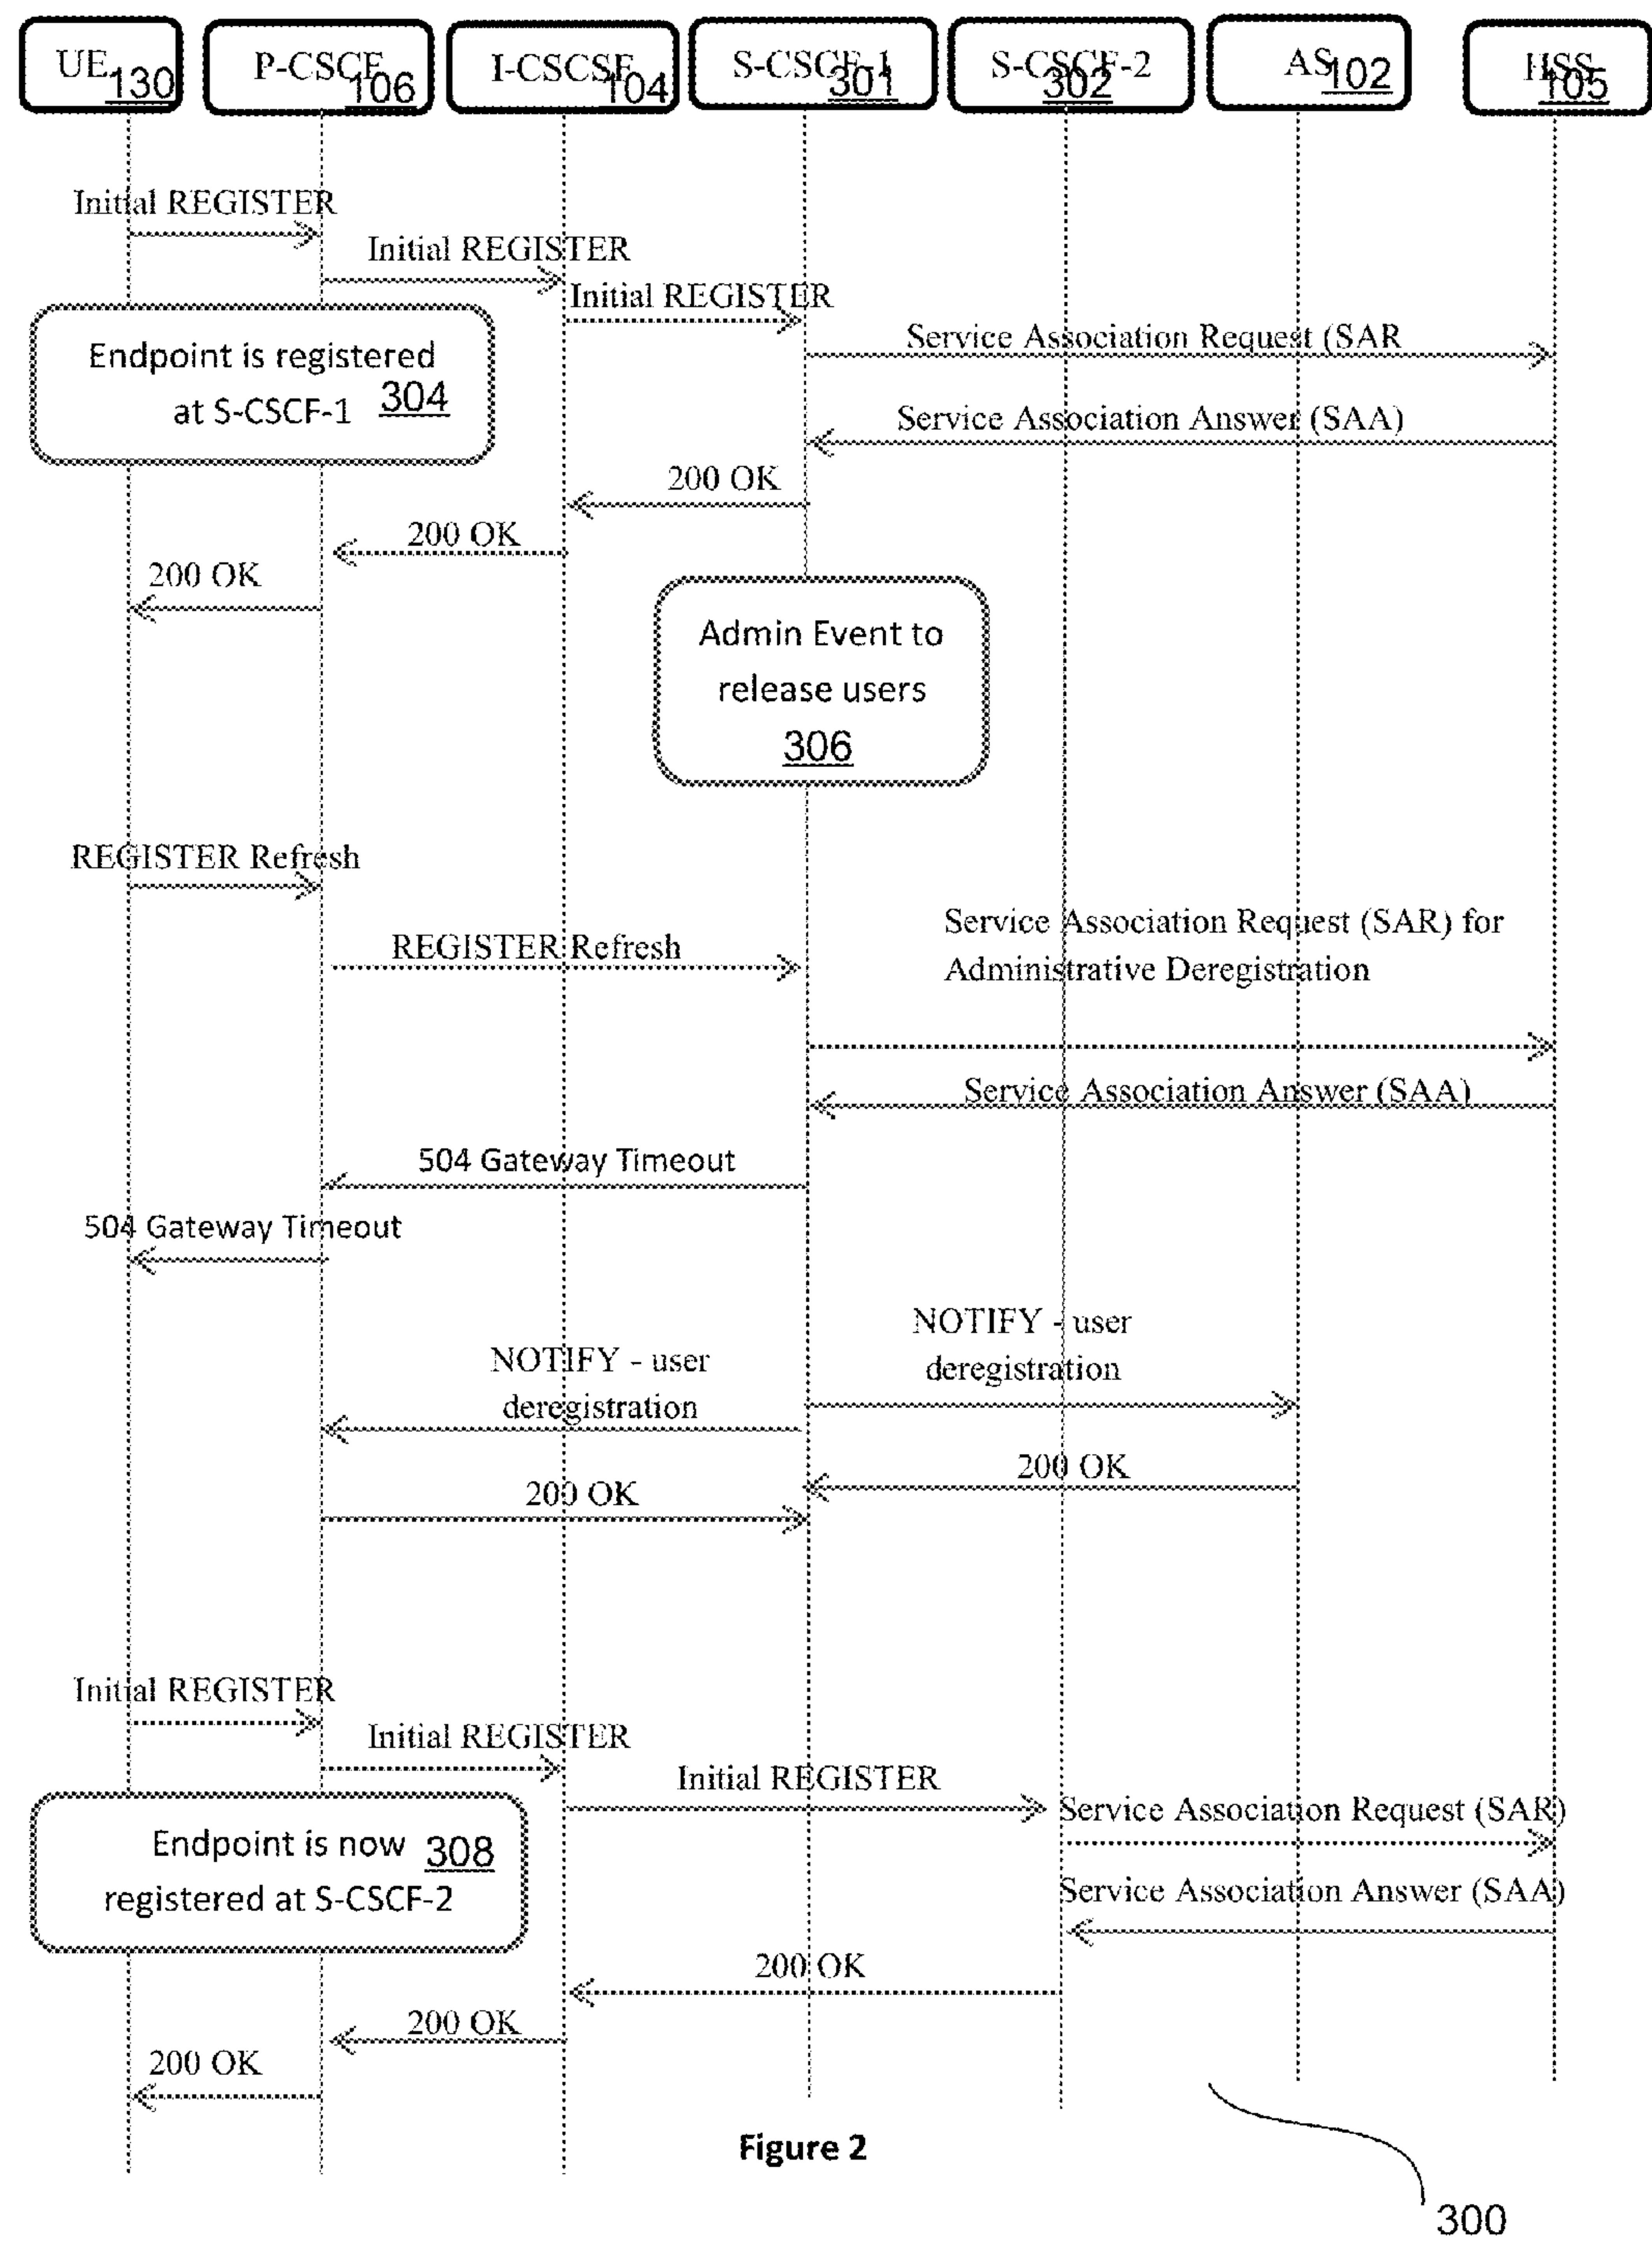 UE 130
P-CSCF 106
I-CSCSF 104
S-CSCF-1 301
S-CSCF-2 302
AS 102
HSS 105
Initial REGISTER
Initial REGISTER
Initial REGISTER
Service Association Request (SAR
Endpoint is registered
at S-CSCF-1 304
Service Association Answer (SAA)
200 OK
200 OK
200 OK
Admin Event to
release users
306
REGISTER Refresh
REGISTER Refresh
Service Association Request (SAR) for
Administrative Deregistration
Service Association Answer (SAA)
504 Gateway Timeout
504 Gateway Timeout
NOTIFY - user
deregistration
NOTIFY - user
deregistration
200 OK
200 OK
Initial REGISTER
Initial REGISTER
Initial REGISTER
Service Association Request (SAR)
Endpoint is now 308
registered at S-CSCF-2
Service Association Answer (SAA)
200 OK
200 OK
200 OK
Figure 2
300